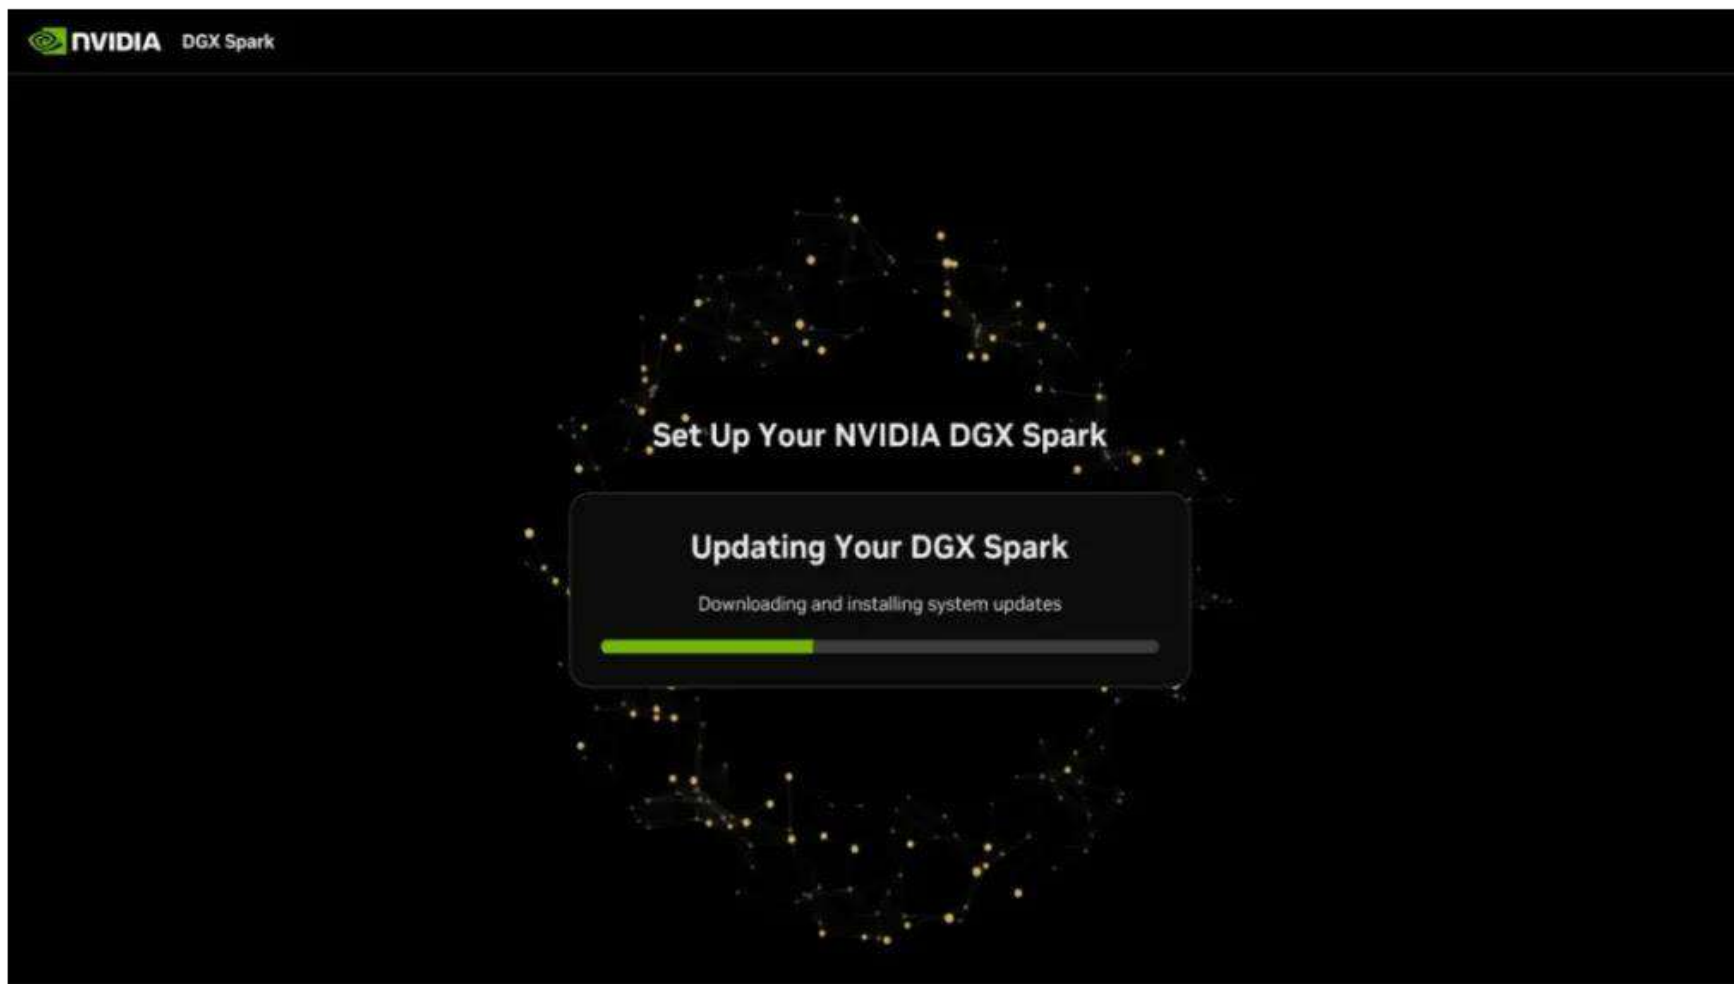 NVIDIA DGX Spark
Set Up Your NVIDIA DGX Spark
Updating Your DGX Spark
Downloading and installing system updates